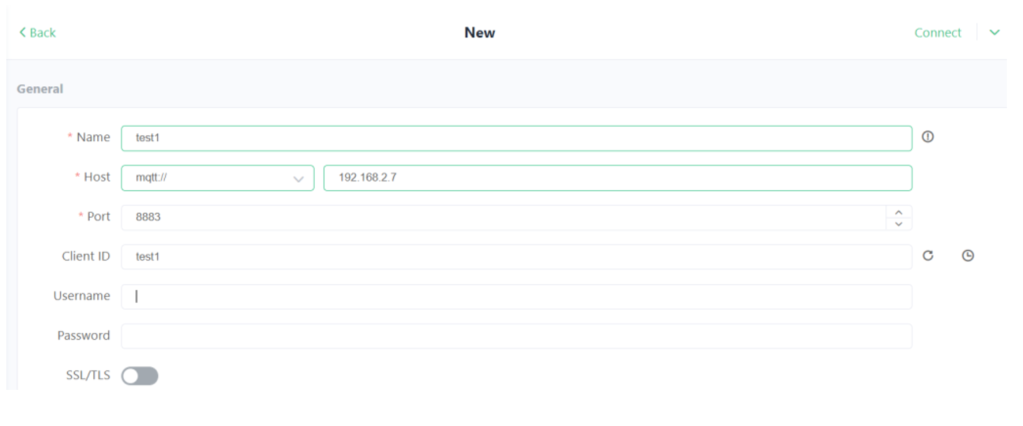 Back New Connect
General
* Name test1
* Host mqtt:// 192.168.2.7
* Port 8883
Client ID test1
Username
Password
SSL/TLS